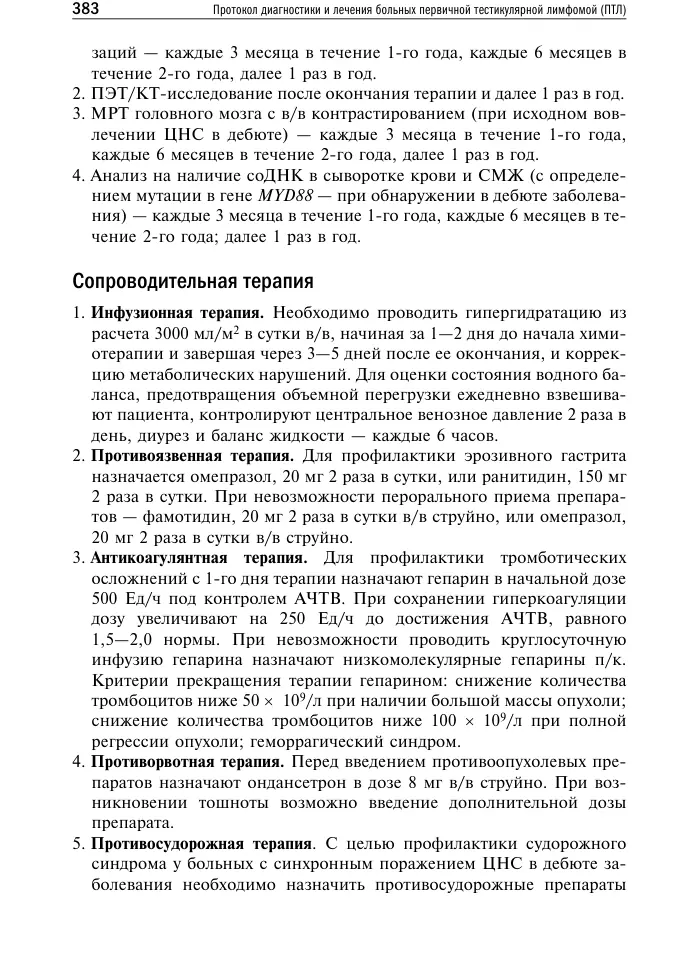 383 Протокол диагностики и лечения больных первичной тестикулярной лимфомой (ПТЛ)
заций — каждые 3 месяца в течение 1-го года, каждые 6 месяцев в
течение 2-го года, далее 1 раз в год.
2. ПЭТ/КТ-исследование после окончания терапии и далее 1 раз в год.
3. МРТ головного мозга с в/в контрастированием (при исходном вов-
лечении ЦНС в дебюте) — каждые 3 месяца в течение 1-го года,
каждые 6 месяцев в течение 2-го года, далее 1 раз в год.
4. Анализ на наличие соДНК в сыворотке крови и СМЖ (с определе-
нием мутации в гене MYD88 — при обнаружении в дебюте заболева-
ния) — каждые 3 месяца в течение 1-го года, каждые 6 месяцев в те-
чение 2-го года; далее 1 раз в год.
Сопроводительная терапия
1. Инфузионная терапия. Необходимо проводить гипергидратацию из
расчета 3000 мл/м² в сутки в/в, начиная за 1—2 дня до начала хими-
отерапии и завершая через 3—5 дней после ее окончания, и коррек-
цию метаболических нарушений. Для оценки состояния водного ба-
ланса, предотвращения объемной перегрузки ежедневно взвешива-
ют пациента, контролируют центральное венозное давление 2 раза в
день, диурез и баланс жидкости — каждые 6 часов.
2. Противоязвенная терапия. Для профилактики эрозивного гастрита
назначается омепразол, 20 мг 2 раза в сутки, или ранитидин, 150 мг
2 раза в сутки. При невозможности перорального приема препара-
тов — фамотидин, 20 мг 2 раза в сутки в/в струйно, или омепразол,
20 мг 2 раза в сутки в/в струйно.
3. Антикоагулянтная терапия. Для профилактики тромботических
осложнений с 1-го дня терапии назначают гепарин в начальной дозе
500 Ед/ч под контролем АЧТВ. При сохранении гиперкоагуляции
дозу увеличивают на 250 Ед/ч до достижения АЧТВ, равного
1,5—2,0 нормы. При невозможности проводить круглосуточную
инфузию гепарина назначают низкомолекулярные гепарины п/к.
Критерии прекращения терапии гепарином: снижение количества
тромбоцитов ниже 50 × 10⁹/л при наличии большой массы опухоли;
снижение количества тромбоцитов ниже 100 × 10⁹/л при полной
регрессии опухоли; геморрагический синдром.
4. Противорвотная терапия. Перед введением противоопухолевых пре-
паратов назначают ондансетрон в дозе 8 мг в/в струйно. При воз-
никновении тошноты возможно введение дополнительной дозы
препарата.
5. Противосудорожная терапия. С целью профилактики судорожного
синдрома у больных с синхронным поражением ЦНС в дебюте за-
болевания необходимо назначить противосудорожные препараты